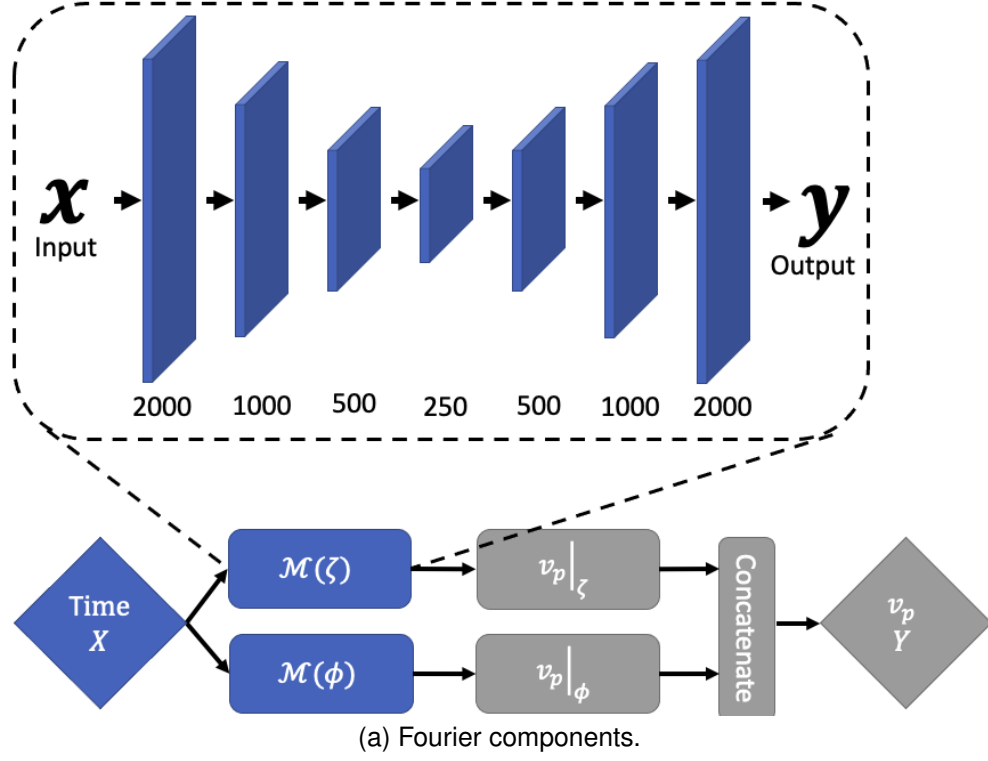 x
Input
y
Output
2000
1000
500
250
500
1000
2000
Time
X
ℳ(ζ)
v_p|_ζ
ℳ(ϕ)
v_p|_ϕ
Concatenate
v_p
Y
(a) Fourier components.